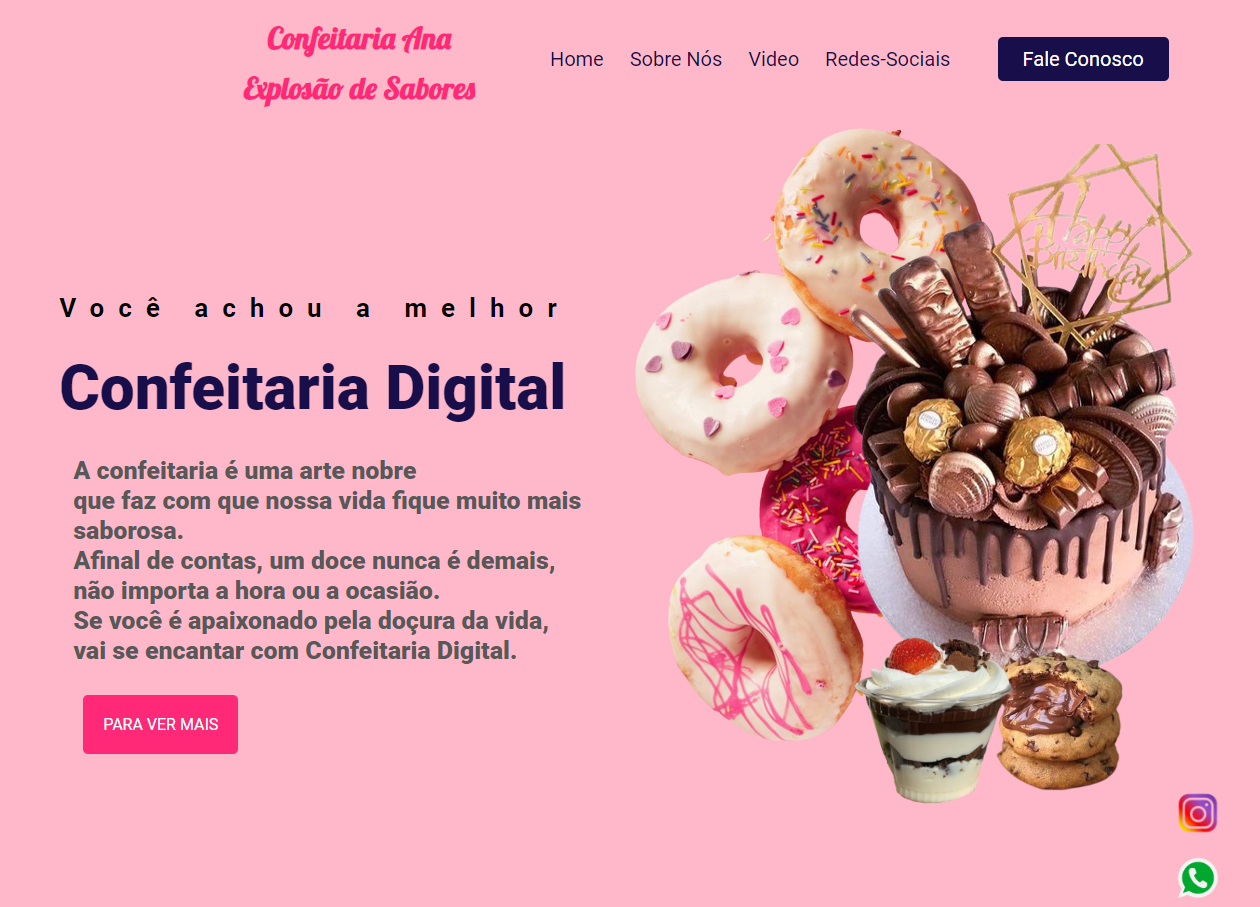 Confeitaria Ana
Explosão de Sabores
Home Sobre Nós Video Redes-Sociais Fale Conosco
Happy
Birthday
Você achou a melhor
Confeitaria Digital
A confeitaria é uma arte nobre
que faz com que nossa vida fique muito mais
saborosa.
Afinal de contas, um doce nunca é demais,
não importa a hora ou a ocasião.
Se você é apaixonado pela doçura da vida,
vai se encantar com Confeitaria Digital.
PARA VER MAIS